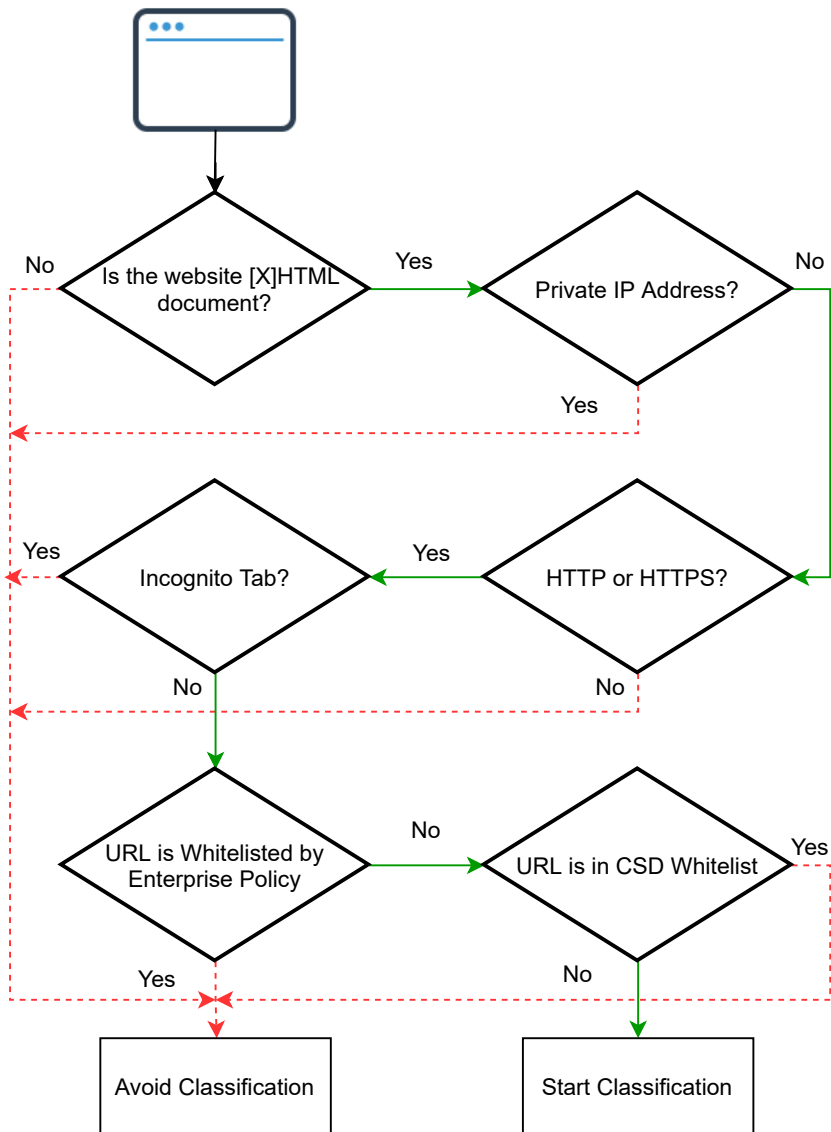 No
Is the website [X]HTML
document?
Yes
Private IP Address?
No
Yes
Yes
Incognito Tab?
Yes
HTTP or HTTPS?
No
No
URL is Whitelisted by
Enterprise Policy
No
URL is in CSD Whitelist
Yes
Yes
No
Avoid Classification
Start Classification